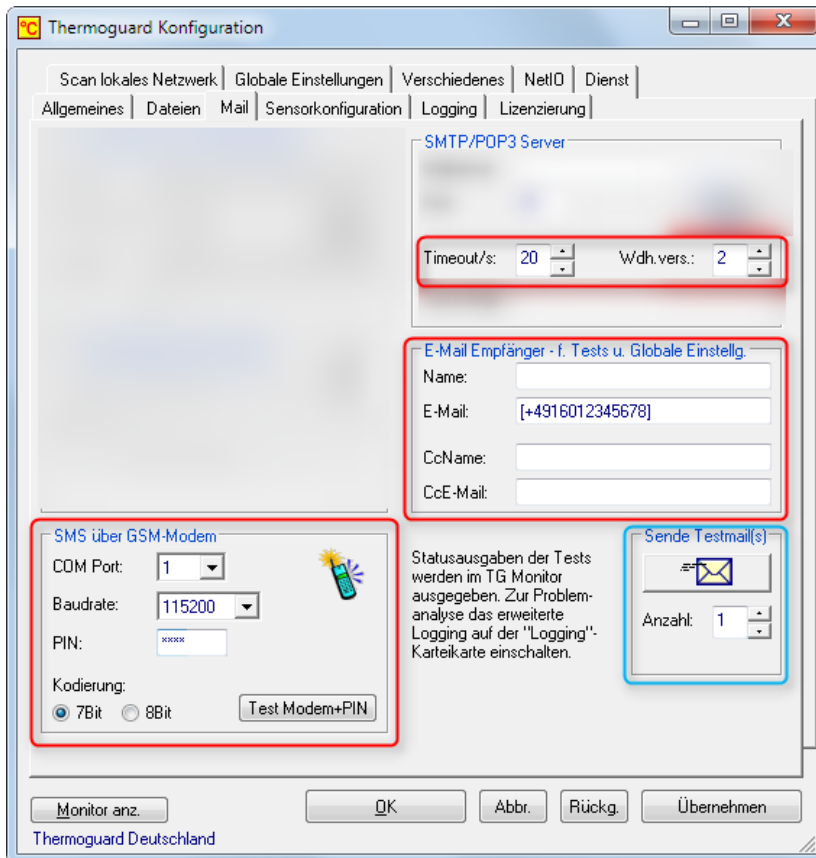 °C Thermoguard Konfiguration
Scan lokales Netzwerk Globale Einstellungen Verschiedenes NetIO Dienst
Allgemeines Dateien Mail Sensorkonfiguration Logging Lizenzierung
SMTP/POP3 Server
Timeout/s: 20 Wdh.vers.: 2
E-Mail Empfänger - f. Tests u. Globale Einstellg.
Name:
E-Mail: [+4916012345678]
CcName:
CcE-Mail:
SMS über GSM-Modem
COM Port: 1
Baudrate: 115200
PIN: ****
Kodierung:
7Bit 8Bit Test Modem+PIN
Statusausgaben der Tests
werden im TG Monitor
ausgegeben. Zur Problem-
analyse das erweiterte
Logging auf der "Logging"-
Karteikarte einschalten.
Sende Testmail(s)
Anzahl: 1
Monitor anz. OK Abbr. Rückg. Übernehmen
Thermoguard Deutschland